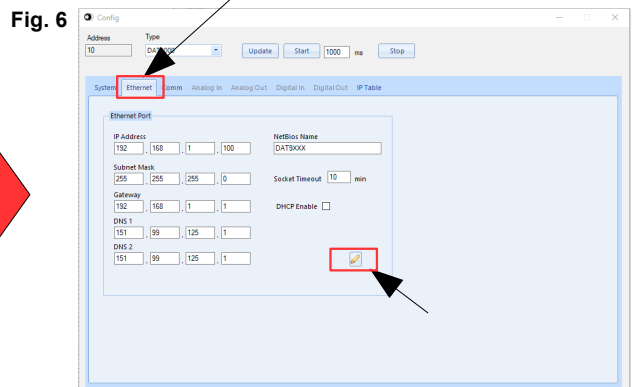 Fig. 6
Config
Address Type
10
Update Start 1000 ms Stop
System Ethernet Comm Analog In Analog Out Digital In Digital Out IP Table
Ethernet Port
IP Address NetBios Name
192 . 168 . 1 . 100 DAT9XXX
Subnet Mask
255 . 255 . 255 . 0 Socket Timeout 10 min
Gateway
192 . 168 . 1 . 1 DHCP Enable
DNS 1
151 . 99 . 125 . 1
DNS 2
151 . 99 . 125 . 1